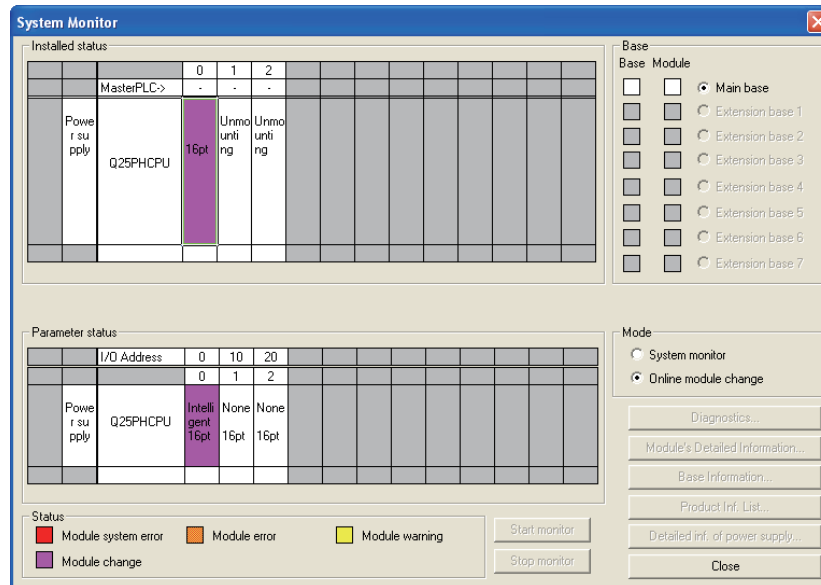 System Monitor
Installed status
0 1 2
MasterPLC-> - - -
Powe
r su
pply
Q25PHCPU
16pt
Unmo
unti
ng
Unmo
unti
ng
Base
Base Module
Main base
Extension base 1
Extension base 2
Extension base 3
Extension base 4
Extension base 5
Extension base 6
Extension base 7
Parameter status
I/O Address 0 10 20
0 1 2
Powe
r su
pply
Q25PHCPU
Intelli
gent
16pt
None
16pt
None
16pt
Mode
System monitor
Online module change
Diagnostics...
Module's Detailed Information...
Base Information...
Product Inf. List...
Detailed inf. of power supply...
Close
Status
Module system error
Module error
Module warning
Module change
Start monitor
Stop monitor